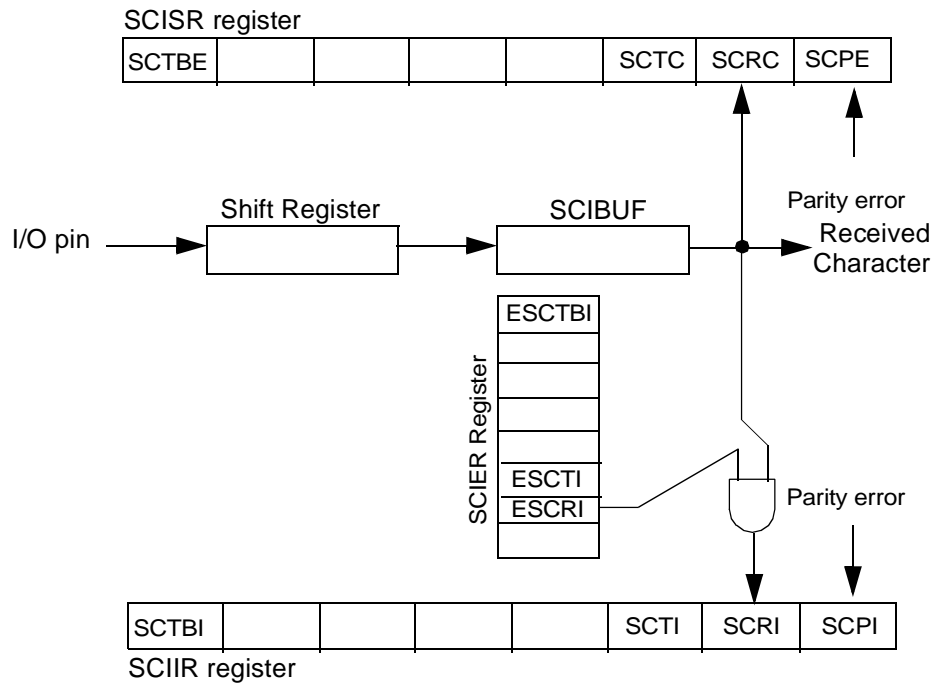 SCISR register
SCTBE SCTC SCRC SCPE
Parity error
Shift Register SCIBUF
I/O pin
Received
Character
ESCTBI
SCIER Register
ESCTI
ESCRI
Parity error
SCTBI SCTI SCRI SCPI
SCIIR register